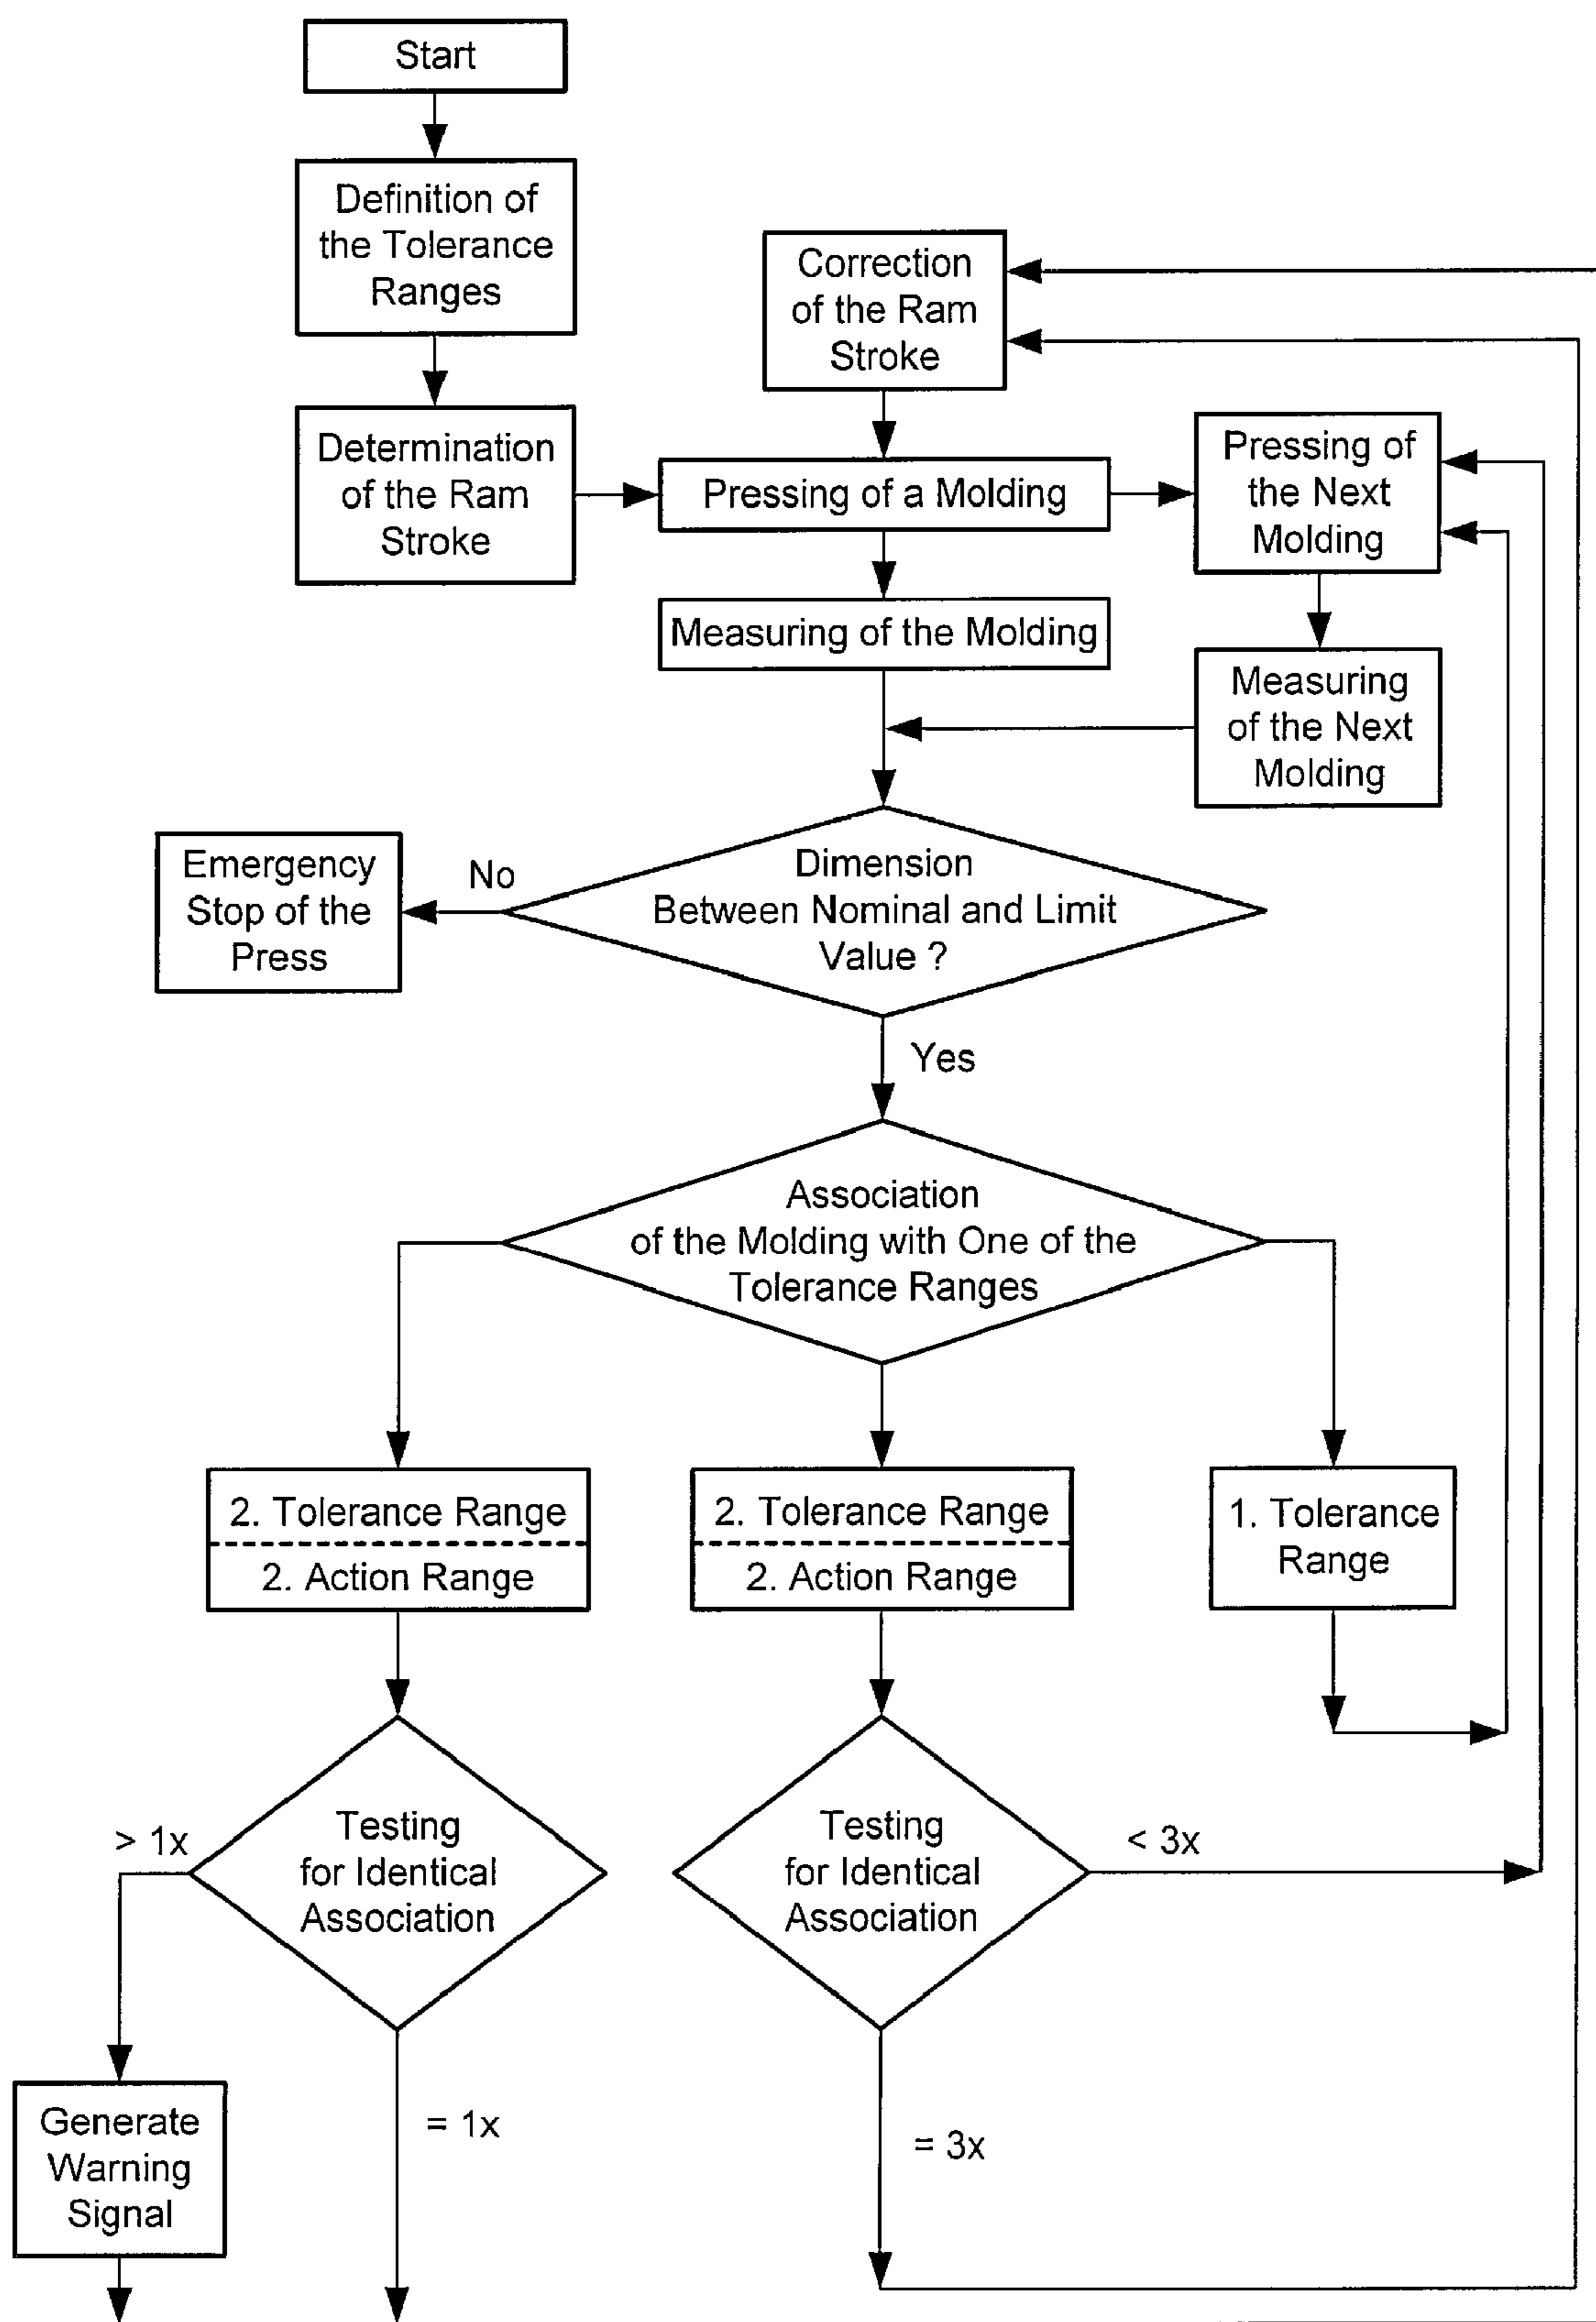 Start
Definition of
the Tolerance
Ranges
Correction
of the Ram
Stroke
Determination
of the Ram
Stroke
Pressing of a Molding
Pressing of
the Next
Molding
Measuring of the Molding
Measuring
of the Next
Molding
Emergency
Stop of the
Press
No
Dimension
Between Nominal and Limit
Value ?
Yes
Association
of the Molding with One of the
Tolerance Ranges
2. Tolerance Range
2. Action Range
2. Tolerance Range
2. Action Range
1. Tolerance
Range
> 1x
Testing
for Identical
Association
Testing
for Identical
Association
< 3x
Generate
Warning
Signal
= 1x
= 3x